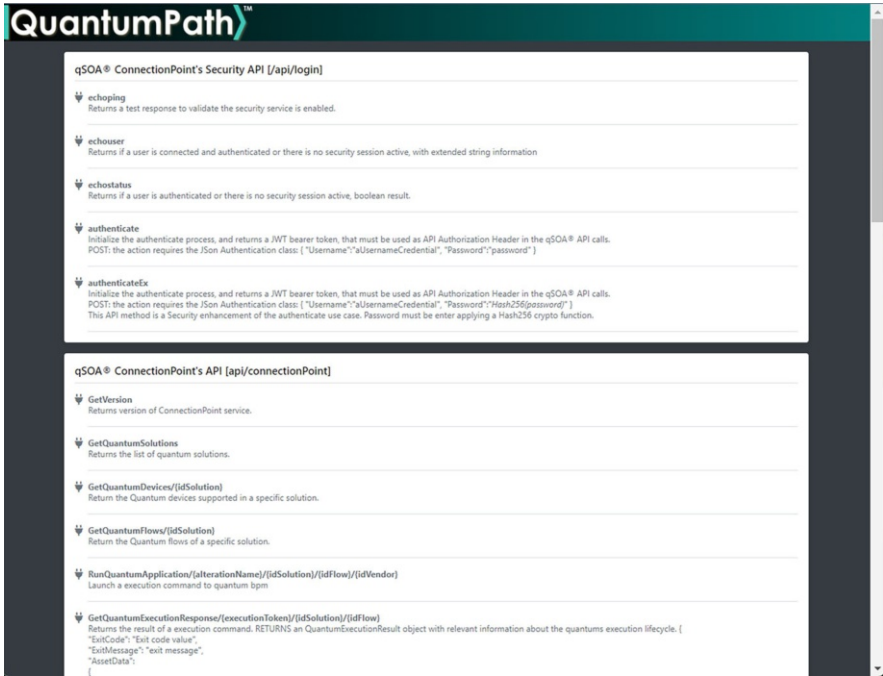 QuantumPath⟩™
qSOA® ConnectionPoint's Security API [/api/login]
echoping
Returns a test response to validate the security service is enabled.
echouser
Returns if a user is connected and authenticated or there is no security session active, with extended string information
echostatus
Returns if a user is authenticated or there is no security session active, boolean result.
authenticate
Initialize the authenticate process, and returns a JWT bearer token, that must be used as API Authorization Header in the qSOA® API calls.
POST: the action requires the JSon Authentication class: { "Username":"aUsernameCredential", "Password":"password" }
authenticateEx
Initialize the authenticate process, and returns a JWT bearer token, that must be used as API Authorization Header in the qSOA® API calls.
POST: the action requires the JSon Authentication class: { "Username":"aUsernameCredential", "Password":"Hash256(password)" }
This API method is a Security enhancement of the authenticate use case. Password must be enter applying a Hash256 crypto function.
qSOA® ConnectionPoint's API [api/connectionPoint]
GetVersion
Returns version of ConnectionPoint service.
GetQuantumSolutions
Returns the list of quantum solutions.
GetQuantumDevices/{idSolution}
Return the Quantum devices supported in a specific solution.
GetQuantumFlows/{idSolution}
Return the Quantum flows of a specific solution.
RunQuantumApplication/{alterationName}/{idSolution}/{idFlow}/{idVendor}
Launch a execution command to quantum bpm
GetQuantumExecutionResponse/{executionToken}/{idSolution}/{idFlow}
Returns the result of a execution command. RETURNS an QuantumExecutionResult object with relevant information about the quantums execution lifecycle. {
"ExitCode": "Exit code value",
"ExitMessage": "exit message",
"AssetData":
{